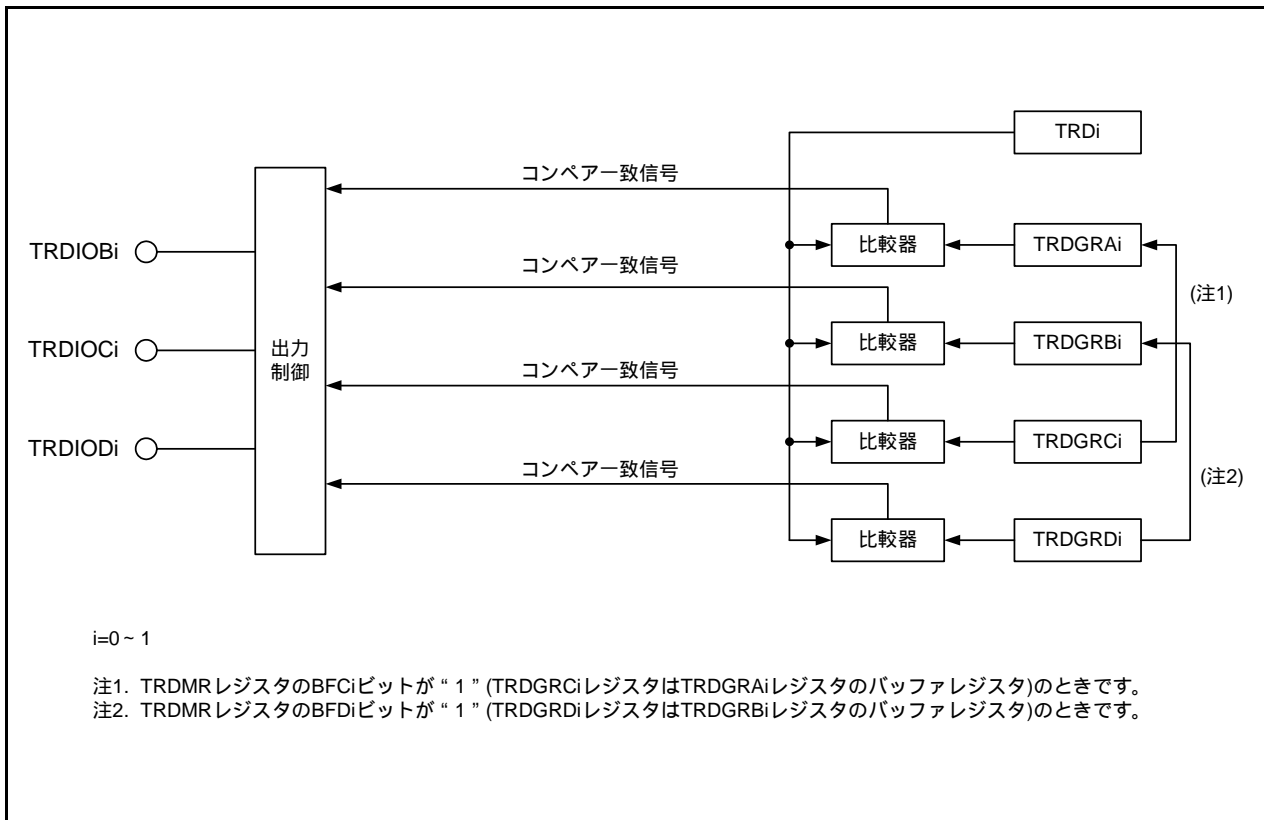 TRDi
コンペア一致信号
比較器
TRDGRAi
TRDIOBi
コンペア一致信号
(注1)
比較器
TRDGRBi
TRDIOCi
出力
制御
コンペア一致信号
比較器
TRDGRCi
TRDIODi
コンペア一致信号
(注2)
比較器
TRDGRDi
i=0~1
注1. TRDMRレジスタのBFCiビットが“1”(TRDGRCiレジスタはTRDGRAiレジスタのバッファレジスタ)のときです。
注2. TRDMRレジスタのBFDiビットが“1”(TRDGRDiレジスタはTRDGRBiレジスタのバッファレジスタ)のときです。